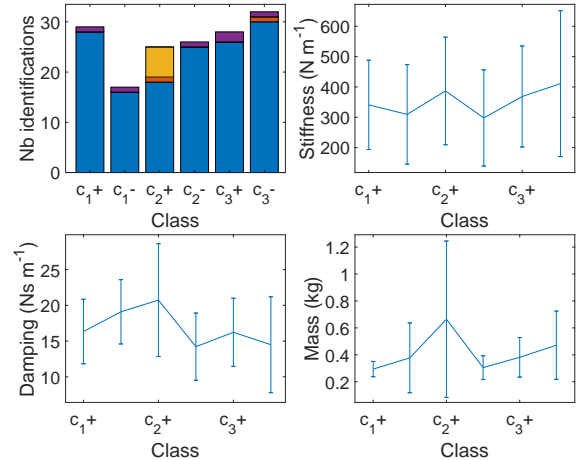 30
20
10
0
Nb identifications
c1+ c1- c2+ c2- c3+ c3-
Class
600
500
400
300
200
Stiffness (N m-1)
c1+ c2+ c3+
Class
25
20
15
10
Damping (Ns m-1)
c1+ c2+ c3+
Class
1.2
1
0.8
0.6
0.4
0.2
Mass (kg)
c1+ c2+ c3+
Class